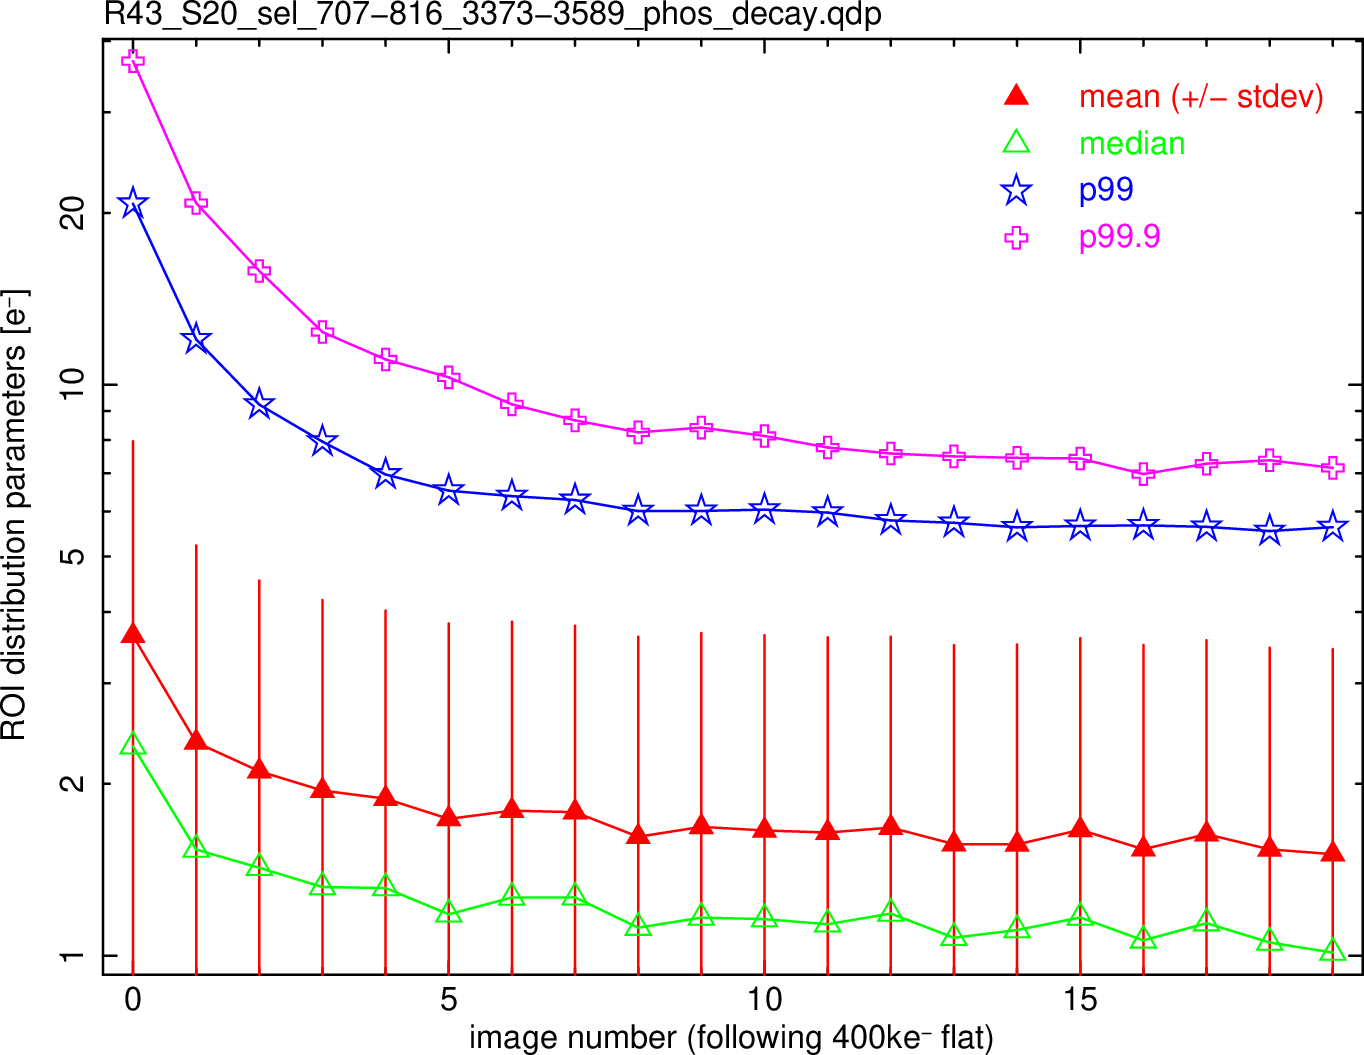 R43_S20_sel_707−816_3373−3589_phos_decay.qdp
mean (+/− stdev)
median
p99
p99.9
ROI distribution parameters [e⁻]
20
10
5
2
1
0 5 10 15
image number (following 400ke⁻ flat)